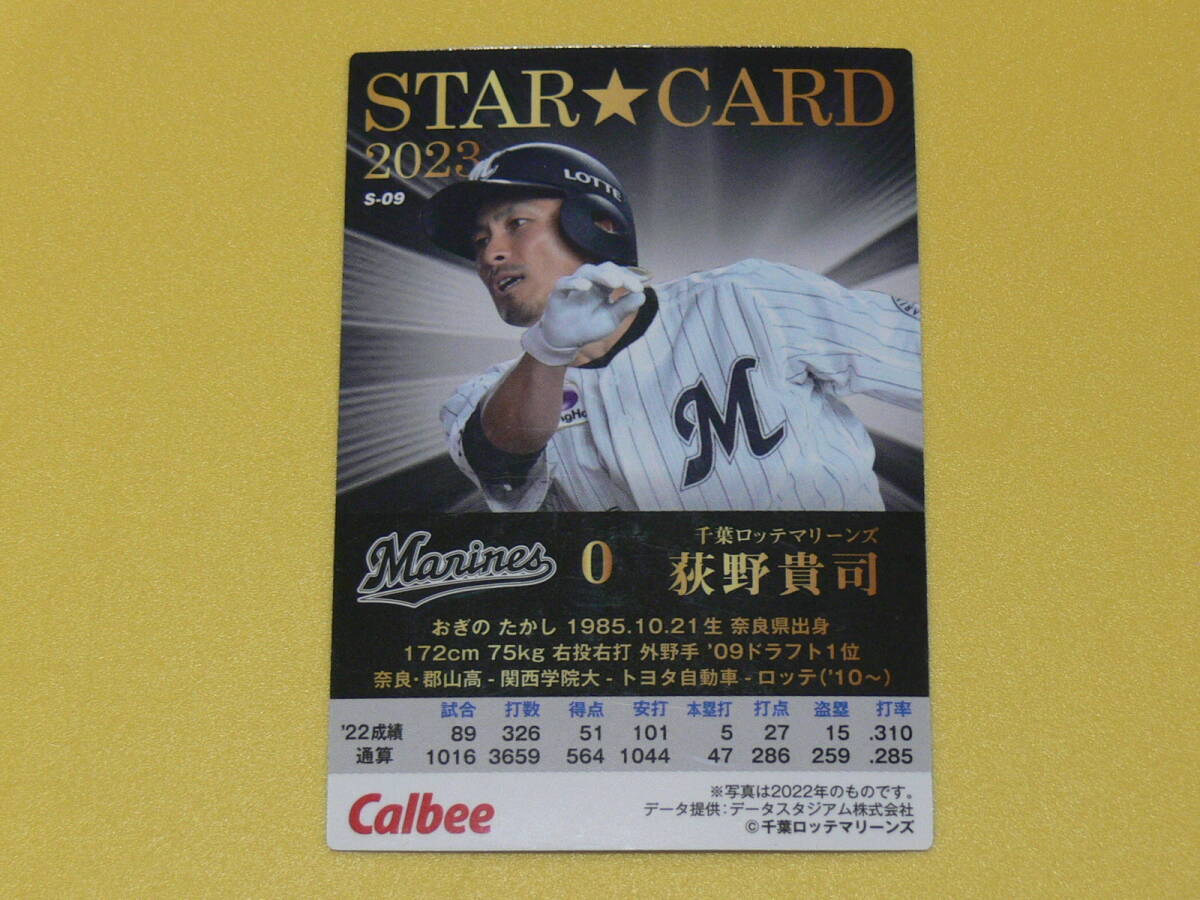 STAR★CARD
2023
S-09
LOTTE
M
Marines 0
千葉ロッテマリーンズ
荻野貴司
おぎの たかし 1985.10.21生 奈良県出身
172cm 75kg 右投右打 外野手 '09ドラフト1位
奈良・郡山高 - 関西学院大 - トヨタ自動車 - ロッテ('10〜)
試合 打数 得点 安打 本塁打 打点 盗塁 打率
'22成績 89 326 51 101 5 27 15 .310
通算 1016 3659 564 1044 47 286 259 .285
Calbee
※写真は2022年のものです。
データ提供:データスタジアム株式会社
©千葉ロッテマリーンズ